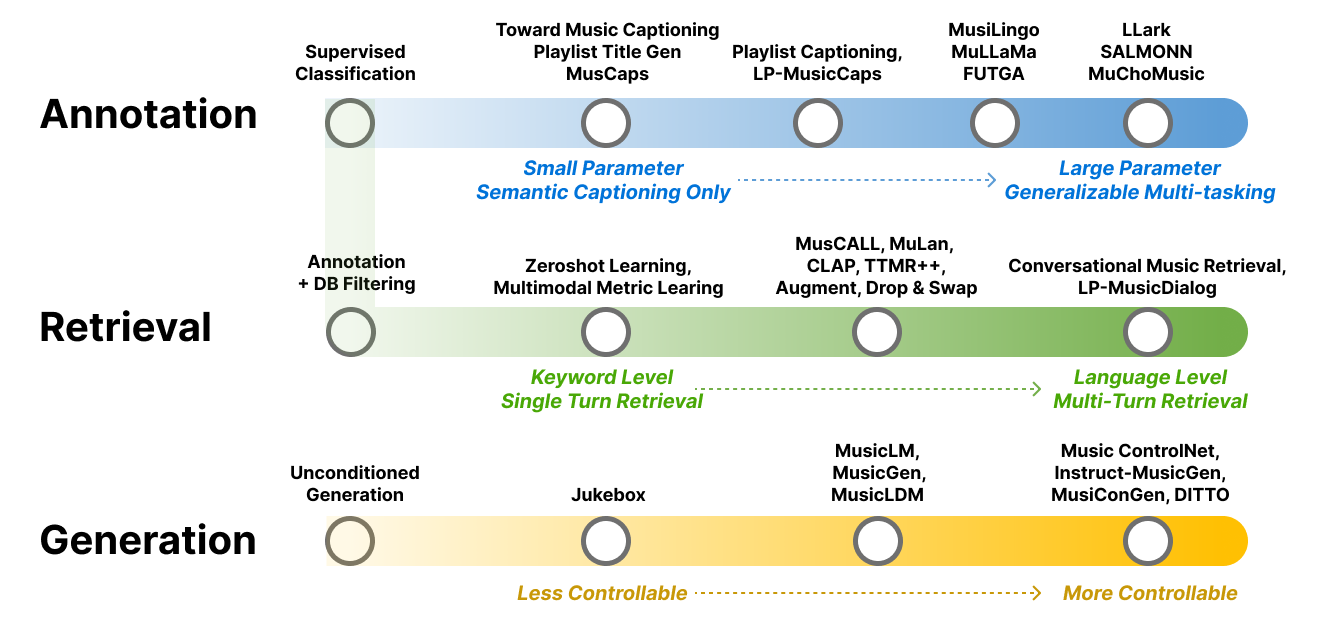 Annotation
Supervised
Classification
Toward Music Captioning
Playlist Title Gen
MusCaps
Playlist Captioning,
LP-MusicCaps
MusiLingo
MuLLaMa
FUTGA
LLark
SALMONN
MuChoMusic
Small Parameter
Semantic Captioning Only
Large Parameter
Generalizable Multi-tasking
Retrieval
Annotation
+ DB Filtering
Zeroshot Learning,
Multimodal Metric Learing
MusCALL, MuLan,
CLAP, TTMR++,
Augment, Drop & Swap
Conversational Music Retrieval,
LP-MusicDialog
Keyword Level
Single Turn Retrieval
Language Level
Multi-Turn Retrieval
Generation
Unconditioned
Generation
Jukebox
MusicLM,
MusicGen,
MusicLDM
Music ControlNet,
Instruct-MusicGen,
MusiConGen, DITTO
Less Controllable
More Controllable